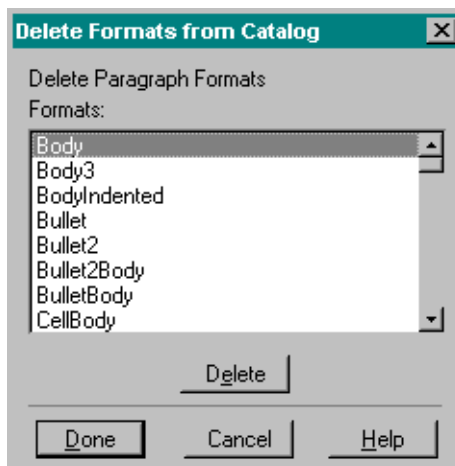 Delete Formats from Catalog
Delete Paragraph Formats
Formats:
Body
Body3
BodyIndented
Bullet
Bullet2
Bullet2Body
BulletBody
CellBody
Delete
Done Cancel Help